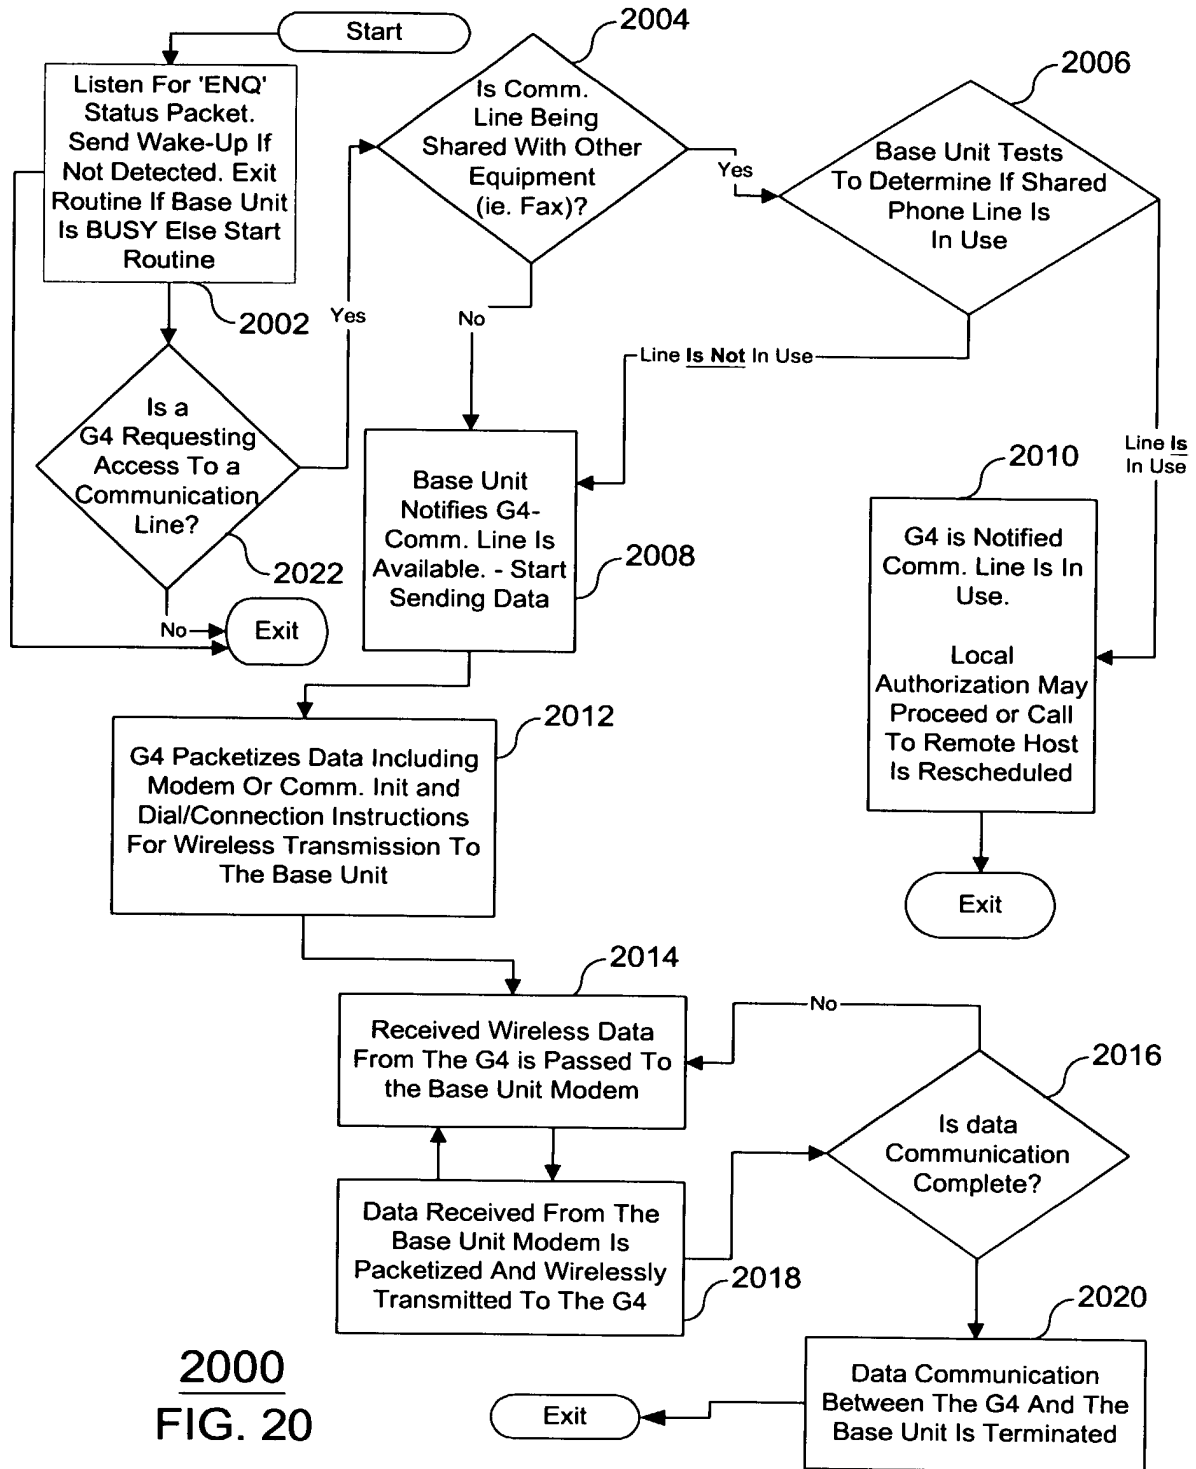 Start
Listen For 'ENQ'
Status Packet.
Send Wake-Up If
Not Detected. Exit
Routine If Base Unit
Is BUSY Else Start
Routine
2002
Is a
G4 Requesting
Access To a
Communication
Line?
2022
No
Exit
Yes
2004
Is Comm.
Line Being
Shared With Other
Equipment
(ie. Fax)?
Yes
No
2006
Base Unit Tests
To Determine If Shared
Phone Line Is
In Use
Line Is Not In Use
Line Is
In Use
Base Unit
Notifies G4-
Comm. Line Is
Available. - Start
Sending Data
2008
2010
G4 is Notified
Comm. Line Is In
Use.
Local
Authorization May
Proceed or Call
To Remote Host
Is Rescheduled
Exit
2012
G4 Packetizes Data Including
Modem Or Comm. Init and
Dial/Connection Instructions
For Wireless Transmission To
The Base Unit
2014
Received Wireless Data
From The G4 is Passed To
the Base Unit Modem
No
2016
Is data
Communication
Complete?
Data Received From The
Base Unit Modem Is
Packetized And Wirelessly
Transmitted To The G4
2018
2020
Data Communication
Between The G4 And The
Base Unit Is Terminated
Exit
2000
FIG. 20